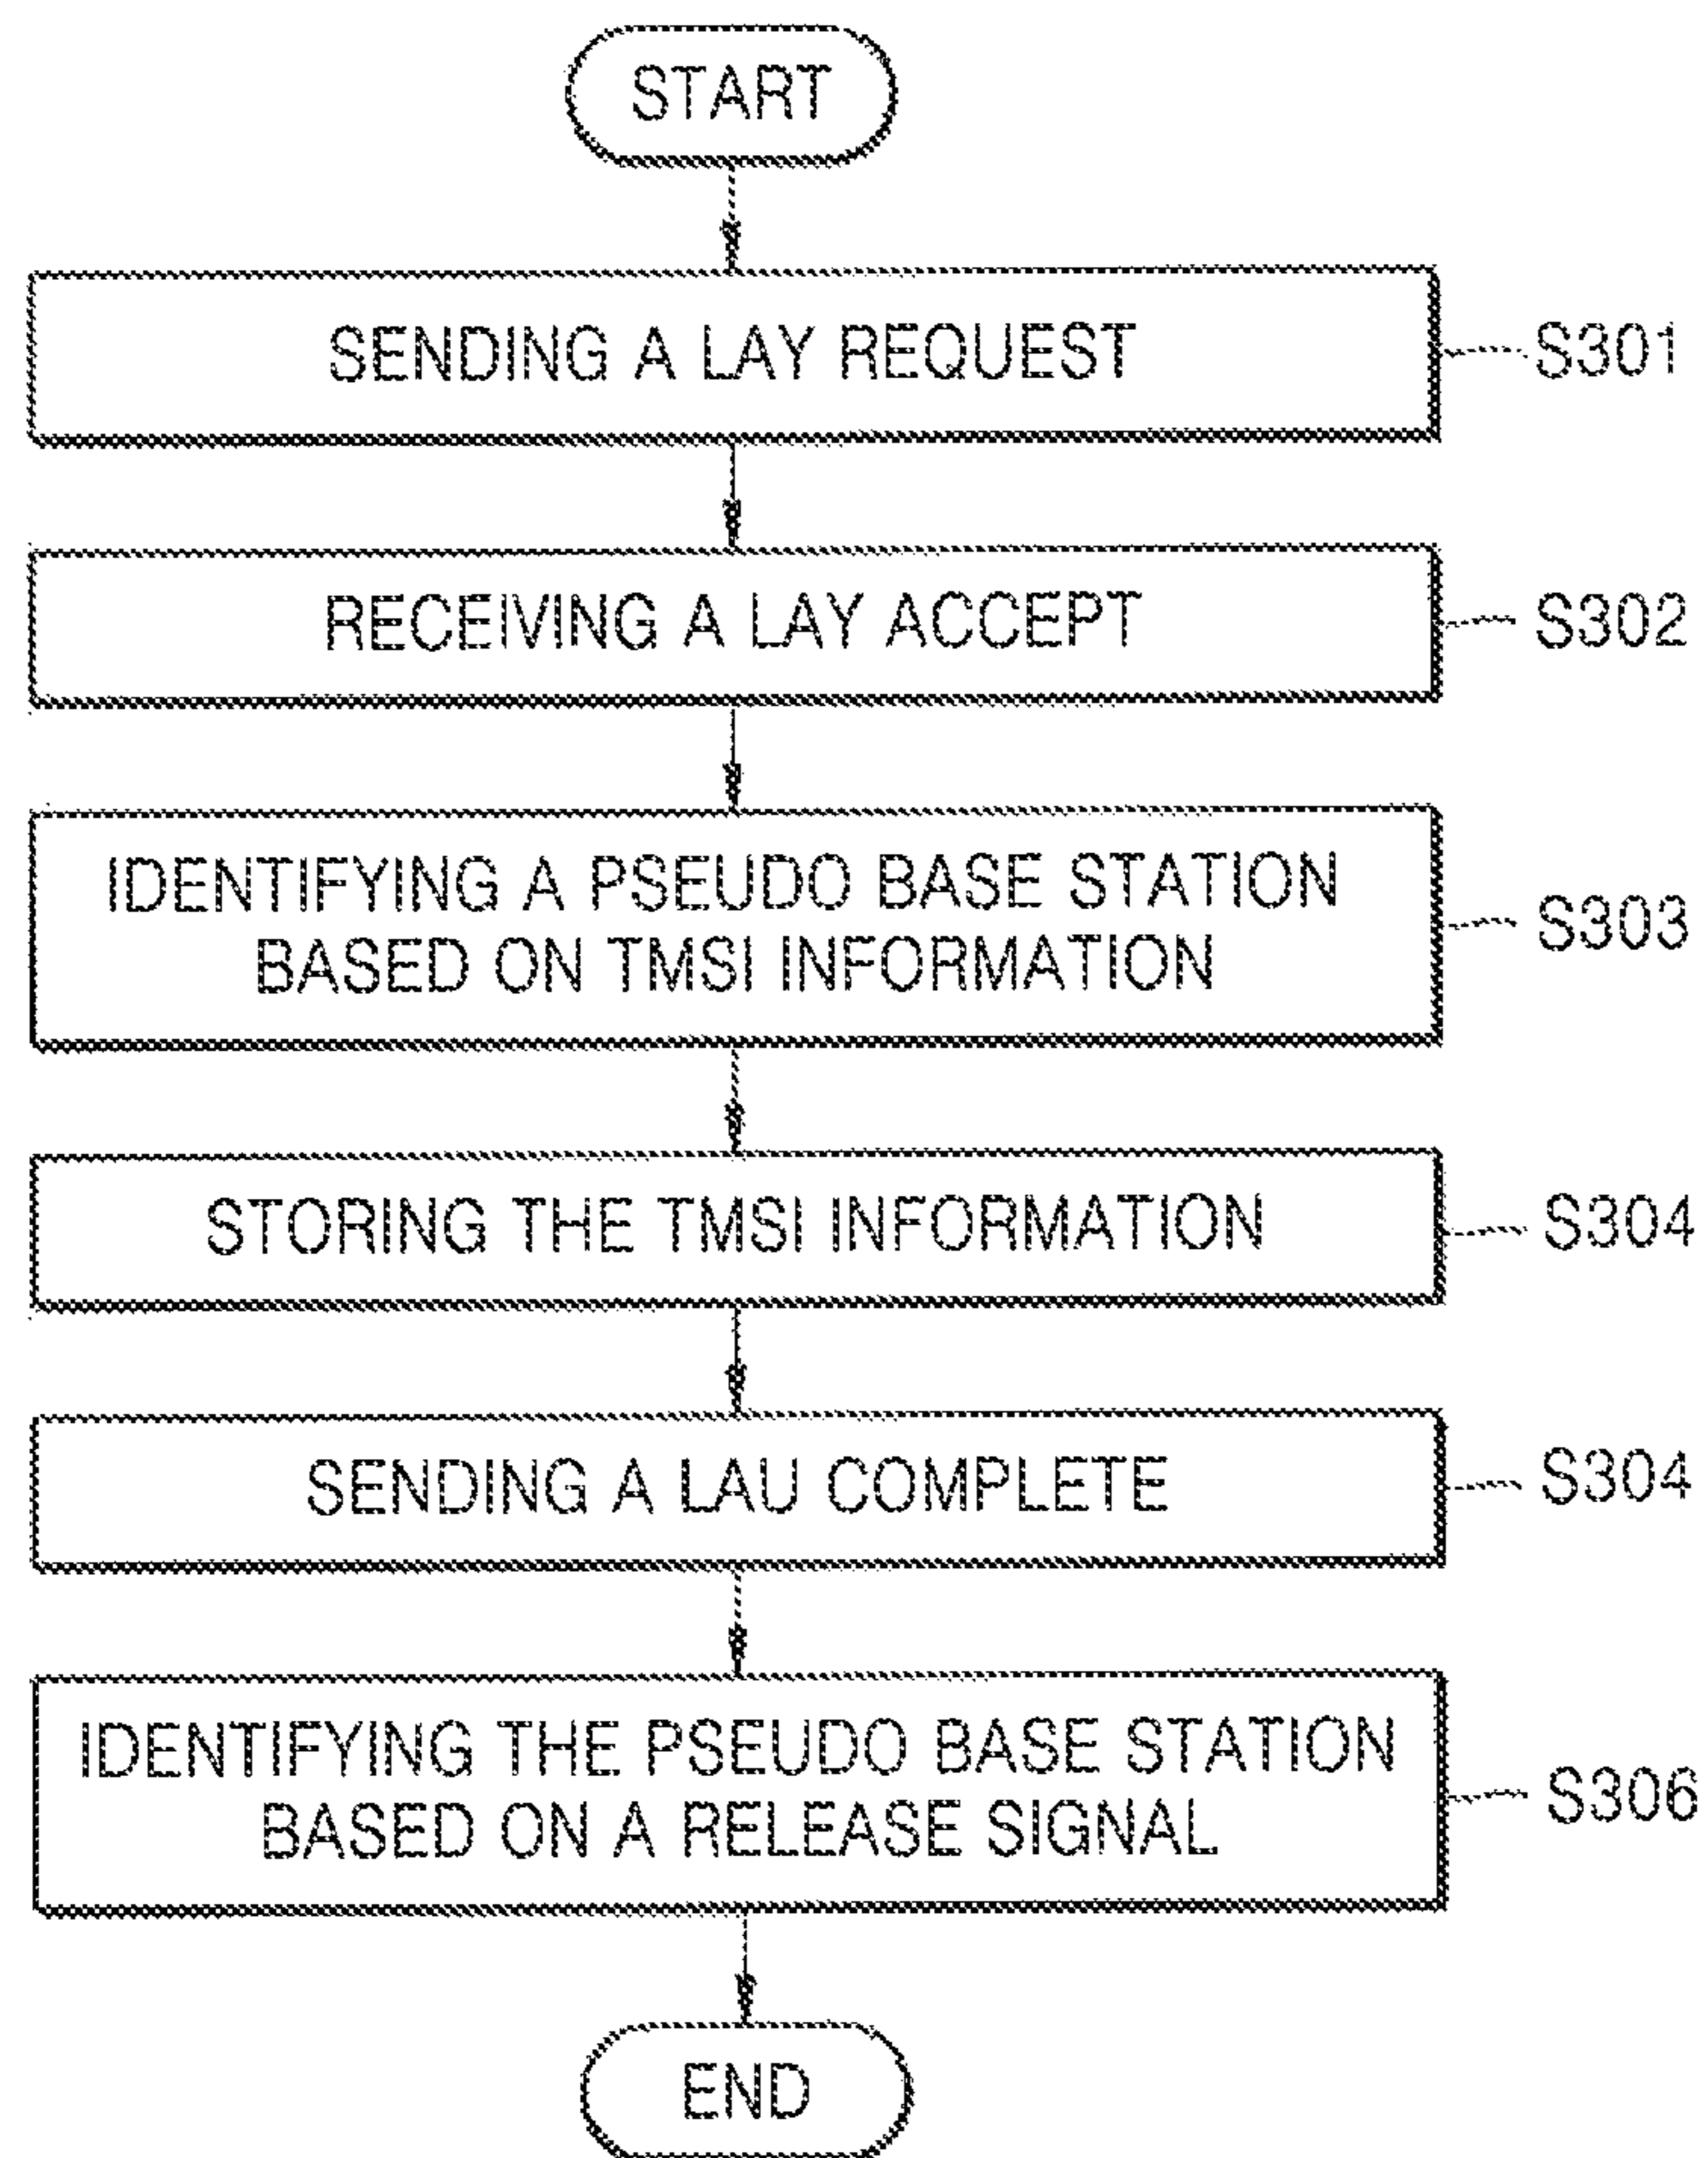 START
SENDING A LAY REQUEST
S301
RECEIVING A LAY ACCEPT
S302
IDENTIFYING A PSEUDO BASE STATION
BASED ON TMSI INFORMATION
S303
STORING THE TMSI INFORMATION
S304
SENDING A LAU COMPLETE
S304
IDENTIFYING THE PSEUDO BASE STATION
BASED ON A RELEASE SIGNAL
S306
END